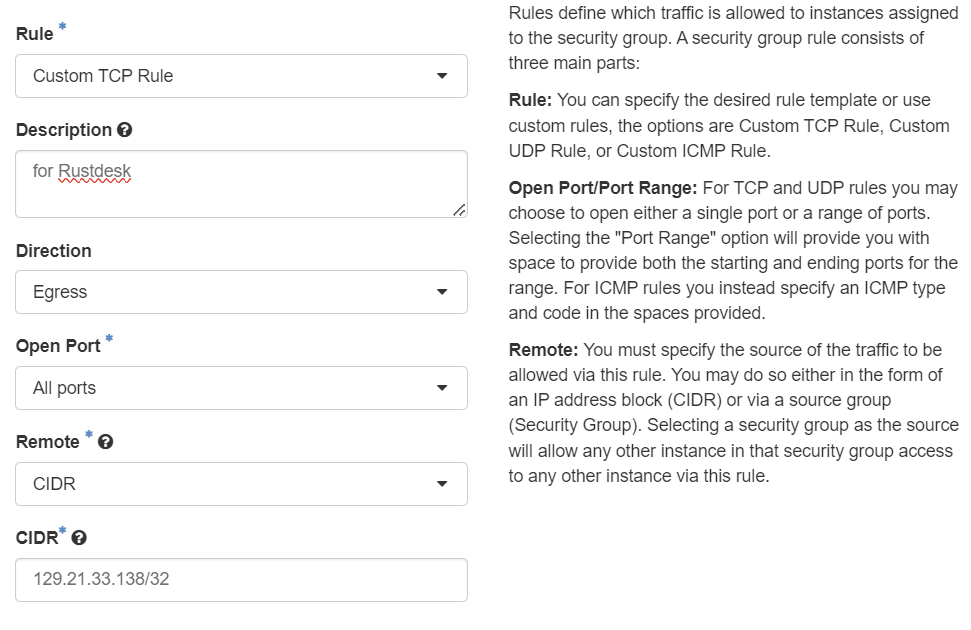 Rule *
Custom TCP Rule
Description ?
for Rustdesk
Direction
Egress
Open Port *
All ports
Remote * ?
CIDR
CIDR* ?
129.21.33.138/32
Rules define which traffic is allowed to instances assigned
to the security group. A security group rule consists of
three main parts:
Rule: You can specify the desired rule template or use
custom rules, the options are Custom TCP Rule, Custom
UDP Rule, or Custom ICMP Rule.
Open Port/Port Range: For TCP and UDP rules you may
choose to open either a single port or a range of ports.
Selecting the "Port Range" option will provide you with
space to provide both the starting and ending ports for the
range. For ICMP rules you instead specify an ICMP type
and code in the spaces provided.
Remote: You must specify the source of the traffic to be
allowed via this rule. You may do so either in the form of
an IP address block (CIDR) or via a source group
(Security Group). Selecting a security group as the source
will allow any other instance in that security group access
to any other instance via this rule.